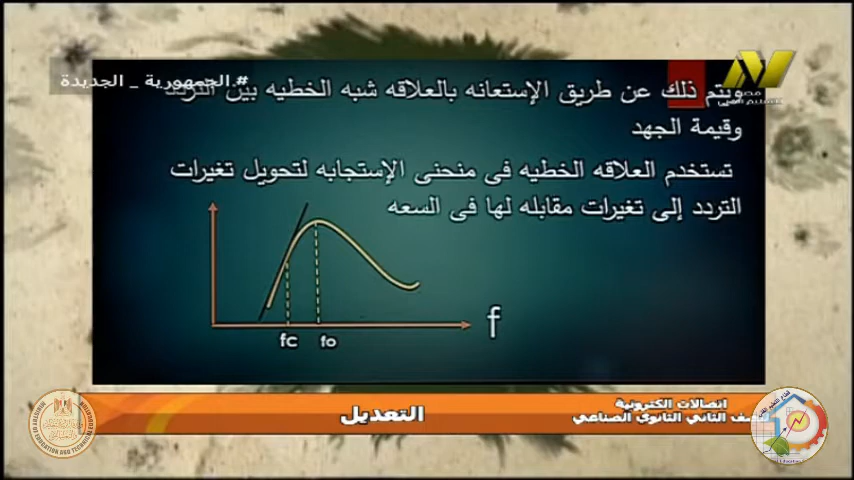 #الجمهورية _ الجديدة
ويتم ذلك عن طريق الإستعانه بالعلاقه شبه الخطيه بين التردد
وقيمة الجهد
تستخدم العلاقه الخطيه فى منحنى الإستجابه لتحويل تغيرات
التردد إلى تغيرات مقابله لها فى السعه
f
fc
fo
اتصالات الكترونية
الصف الثاني الثانوي الصناعي
التعديل